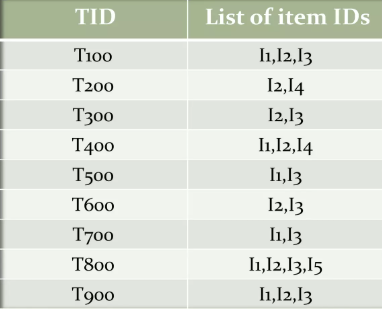 TID List of item IDs
T100 I1,I2,I3
T200 I2,I4
T300 I2,I3
T400 I1,I2,I4
T500 I1,I3
T600 I2,I3
T700 I1,I3
T800 I1,I2,I3,I5
T900 I1,I2,I3